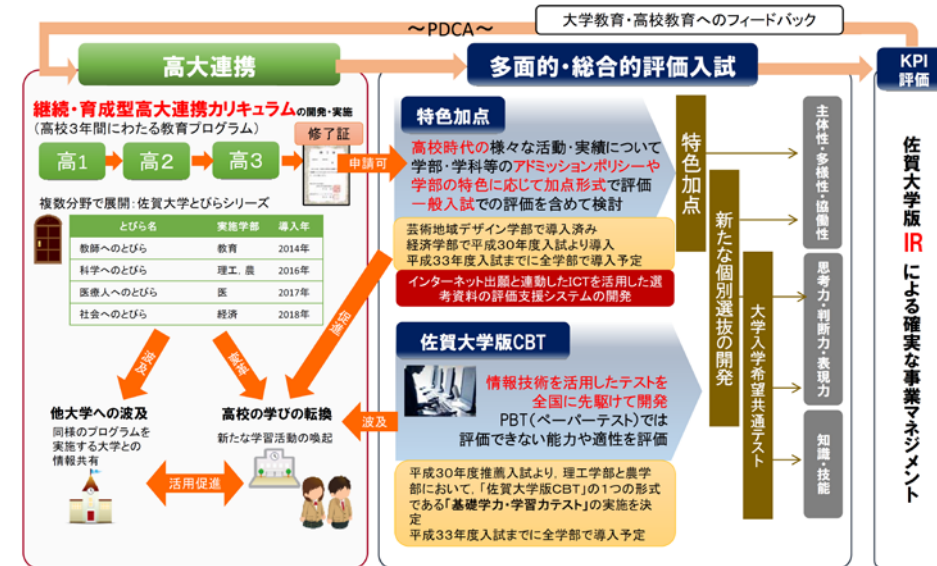 ～PDCA～
大学教育・高校教育へのフィードバック
高大連携
多面的・総合的評価入試
KPI
評価
継続・育成型高大連携カリキュラムの開発・実施
(高校3年間にわたる教育プログラム)
修了証
高1
高2
高3
申請可
複数分野で展開:佐賀大学とびらシリーズ
とびら名 実施学部 導入年
教師へのとびら 教育 2014年
科学へのとびら 理工、農 2016年
医療人へのとびら 医 2017年
社会へのとびら 経済 2018年
波及
促進
他大学への波及
同様のプログラムを
実施する大学との
情報共有
高校の学びの転換
新たな学習活動の喚起
活用促進
特色加点
高校時代の様々な活動・実績について
学部・学科等のアドミッションポリシーや
学部の特色に応じて加点形式で評価
一般入試での評価を含めて検討
芸術地域デザイン学部で導入済み
経済学部で平成30年度入試より導入
平成33年度入試までに全学部で導入予定
インターネット出願と連動したICTを活用した選
考資料の評価支援システムの開発
促進
佐賀大学版CBT
情報技術を活用したテストを
全国に先駆けて開発
PBT(ペーパーテスト)では
評価できない能力や適性を評価
波及
平成30年度推薦入試より,理工学部と農学
部において,「佐賀大学版CBT」の1つの形式
である「基礎学力・学習力テスト」の実施を決
定
平成33年度入試までに全学部で導入予定
特色加点
新たな個別選抜の開発
大学入学希望共通テスト
主体性・多様性・協働性
思考力・判断力・表現力
知識・技能
佐賀大学版IRによる確実な事業マネジメント